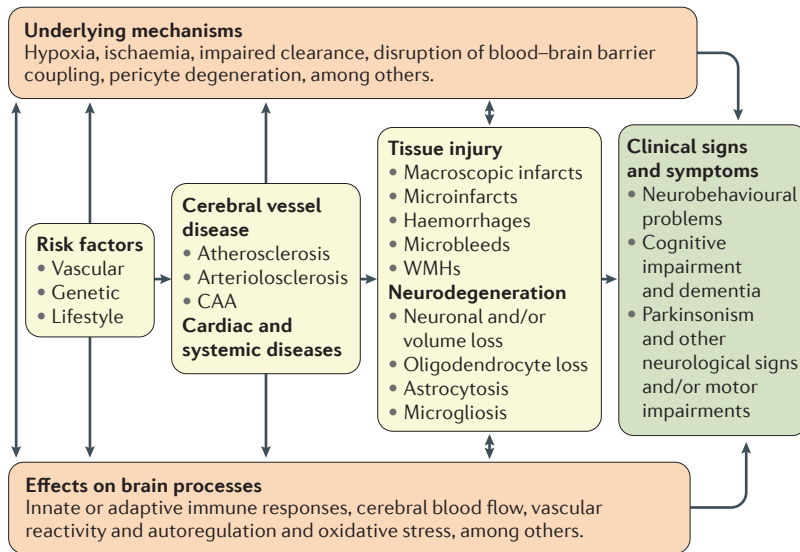 Underlying mechanisms
Hypoxia, ischaemia, impaired clearance, disruption of blood–brain barrier
coupling, pericyte degeneration, among others.
Risk factors
• Vascular
• Genetic
• Lifestyle
Cerebral vessel
disease
• Atherosclerosis
• Arteriolosclerosis
• CAA
Cardiac and
systemic diseases
Tissue injury
• Macroscopic infarcts
• Microinfarcts
• Haemorrhages
• Microbleeds
• WMHs
Neurodegeneration
• Neuronal and/or
volume loss
• Oligodendrocyte loss
• Astrocytosis
• Microgliosis
Clinical signs
and symptoms
• Neurobehavioural
problems
• Cognitive
impairment
and dementia
• Parkinsonism
and other
neurological signs
and/or motor
impairments
Effects on brain processes
Innate or adaptive immune responses, cerebral blood flow, vascular
reactivity and autoregulation and oxidative stress, among others.